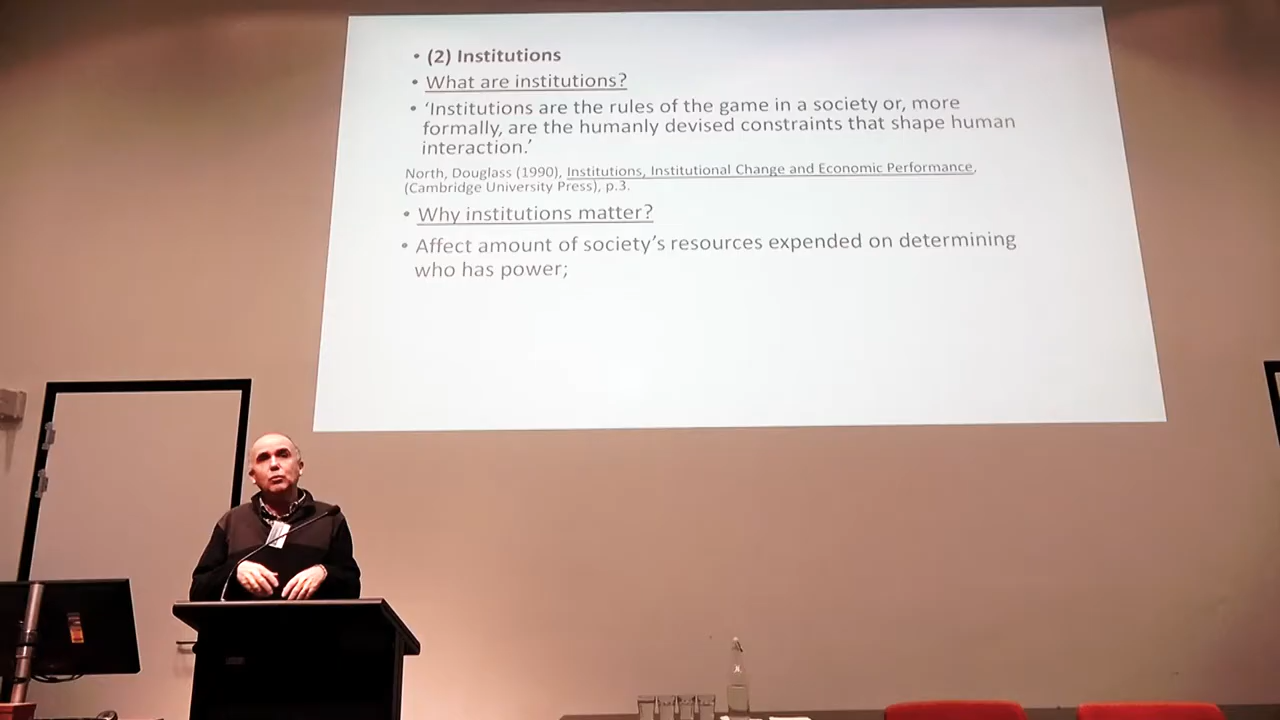 • (2) Institutions
• What are institutions?
• ‘Institutions are the rules of the game in a society or, more
formally, are the humanly devised constraints that shape human
interaction.’
North, Douglass (1990), Institutions, Institutional Change and Economic Performance,
(Cambridge University Press), p.3.
• Why institutions matter?
• Affect amount of society’s resources expended on determining
who has power;